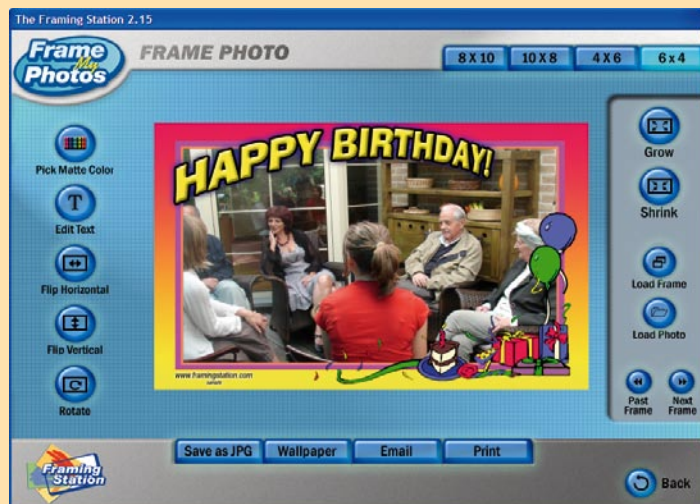 The Framing Station 2.15
Frame
My
Photos
FRAME PHOTO
8 X 10
10 X 8
4 X 6
6 x 4
Pick Matte Color
T
Edit Text
Flip Horizontal
Flip Vertical
Rotate
HAPPY BIRTHDAY!
www.framingstation.com
Grow
Shrink
Load Frame
Load Photo
Past
Frame
Next
Frame
Save as JPG
Wallpaper
Email
Print
Framing
Station
Back